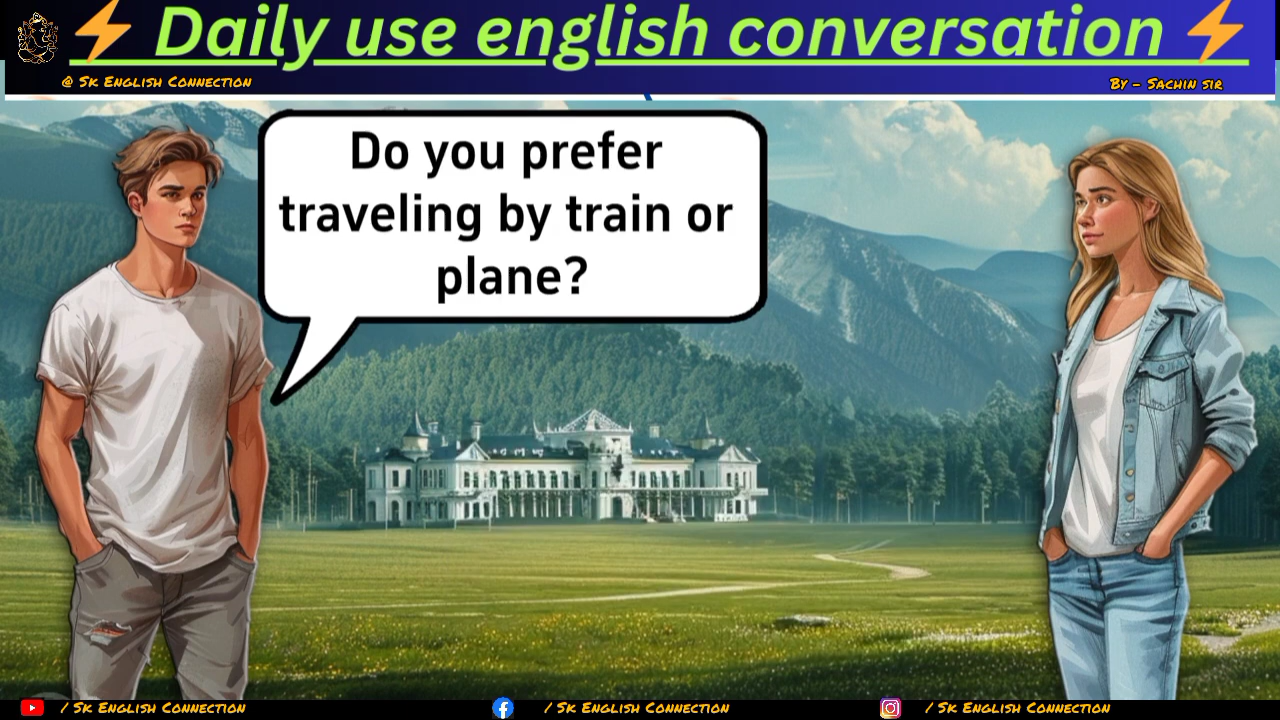 Daily use english conversation
@ Sk English Connection
By - Sachin sir
Do you prefer
traveling by train or
plane?
/ Sk English Connection
/ Sk English Connection
/ Sk English Connection